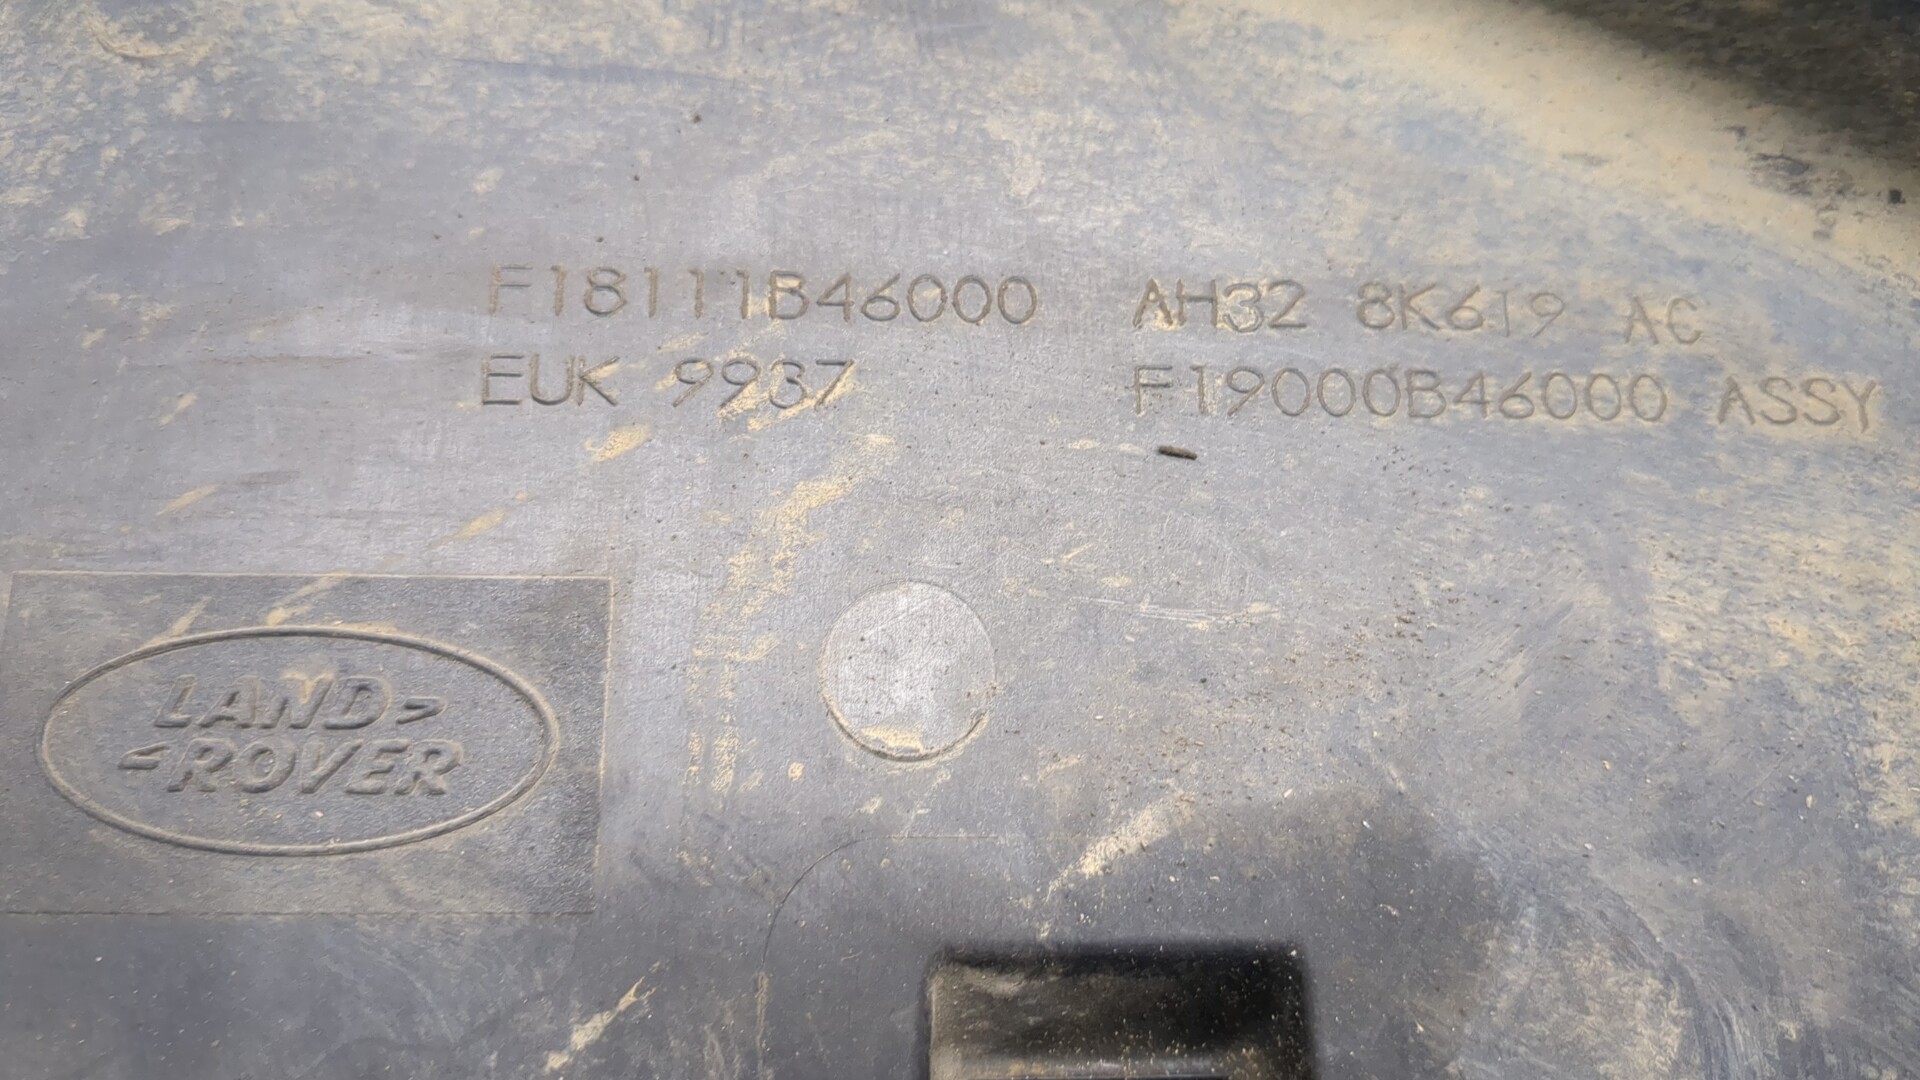 F18111B46000 AH32 8K619 AC
EUK 9937 F19000B46000 ASSY
LAND
ROVER